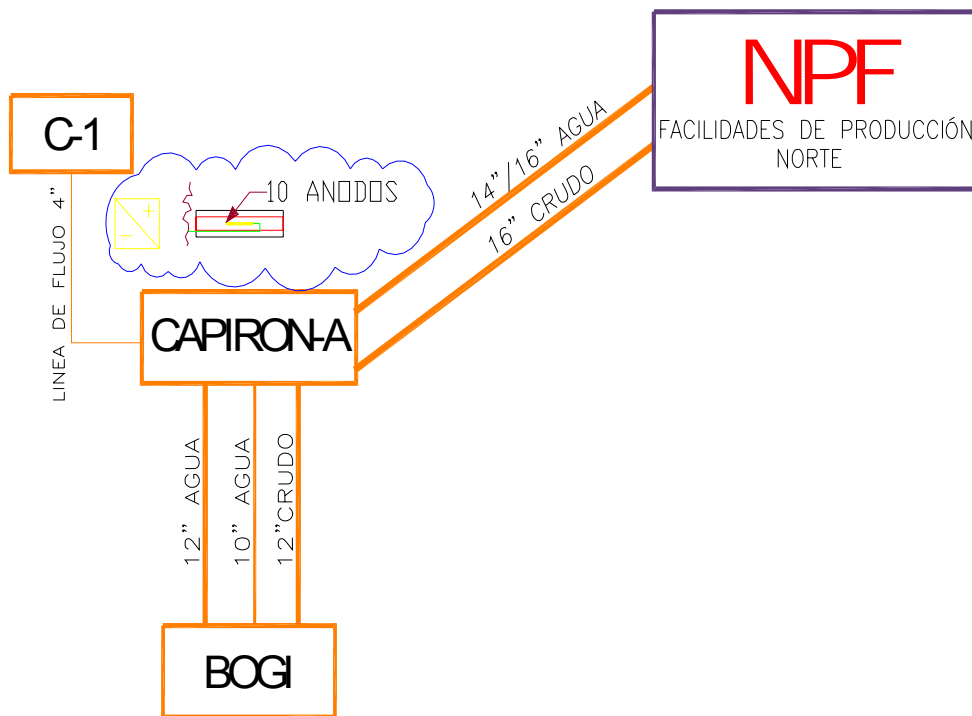 NPF
FACILIDADES DE PRODUCCIÓN
NORTE
C-1
10 ANODOS
+
-
14”/16” AGUA
16” CRUDO
LINEA DE FLUJO 4”
CAPIRON-A
12” AGUA
10” AGUA
12”CRUDO
BOGI